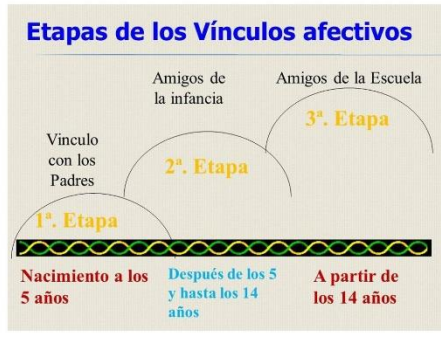 Etapas de los Vínculos afectivos
Amigos de
la infancia
Amigos de la Escuela
3ª. Etapa
Vinculo
con los
Padres
2ª. Etapa
1ª. Etapa
Nacimiento a los
5 años
Después de los 5
y hasta los 14
años
A partir de
los 14 años